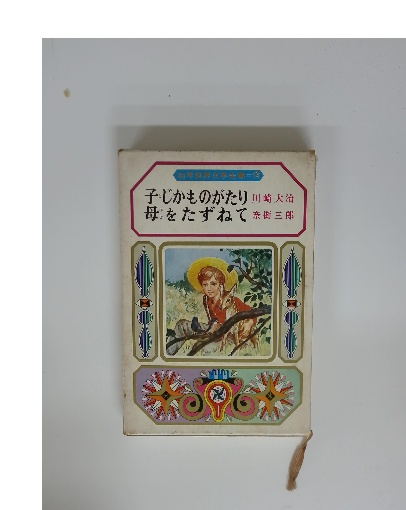 子じかものがたり 川崎大治
母をたずねて 奈街三郎